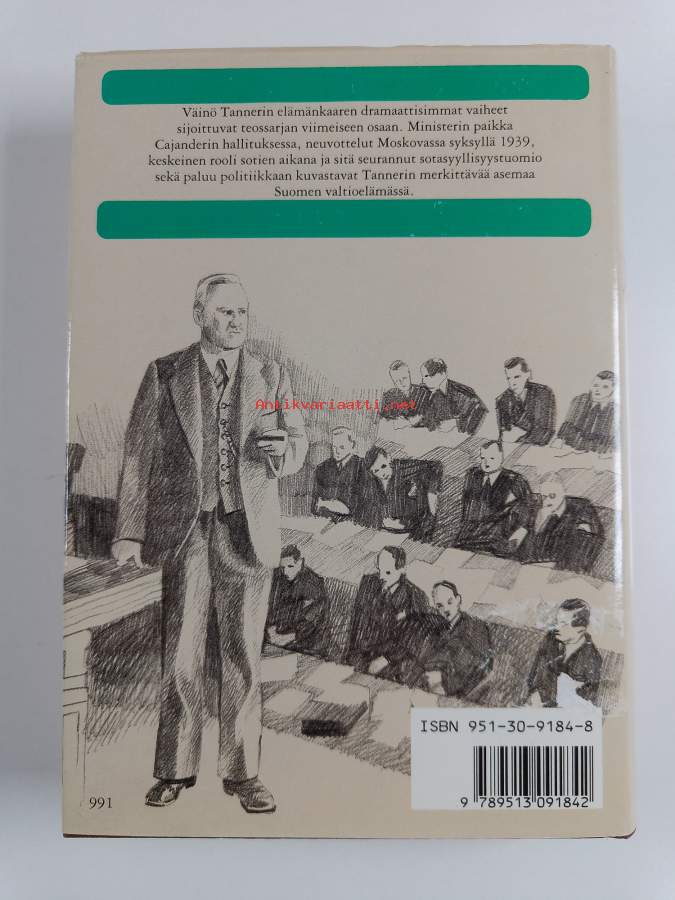 Väinö Tannerin elämänkaaren dramaattisimmat vaiheet
sijoittuvat teossarjan viimeiseen osaan. Ministerin paikka
Cajanderin hallituksessa, neuvottelut Moskovassa syksyllä 1939,
keskeinen rooli sotien aikana ja sitä seurannut sotasyyllisyystuomio
sekä paluu politiikkaan kuvastavat Tannerin merkittävää asemaa
Suomen valtioelämässä.
Antikvariaatti.net
ISBN 951-30-9184-8
9 789513 091842
991